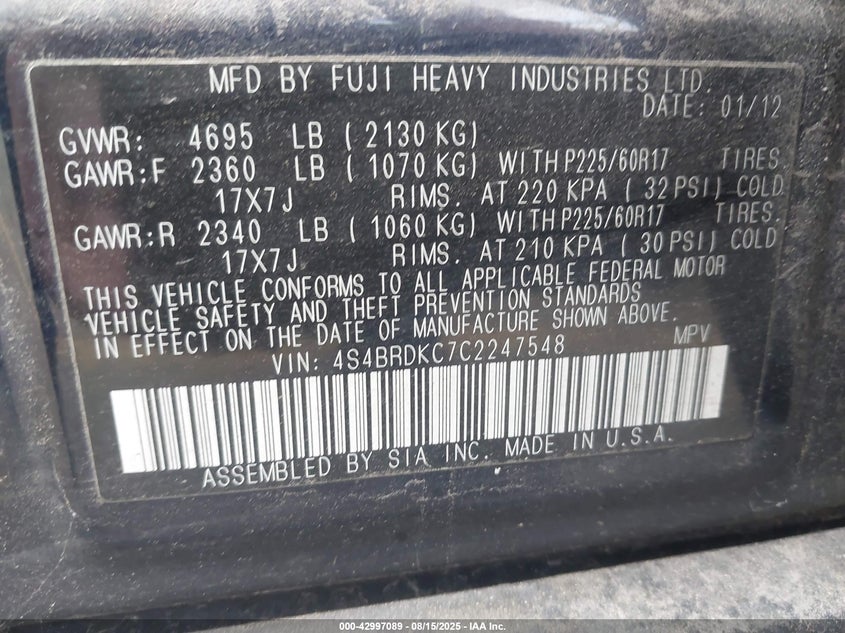 MFD BY FUJI HEAVY INDUSTRIES LTD.
DATE: 01/12
GVWR: 4695 LB ( 2130 KG)
GAWR:F 2360 LB ( 1070 KG) WITH P225/60R17 TIRES
17X7J RIMS. AT 220 KPA ( 32 PSI) COLD
GAWR:R 2340 LB ( 1060 KG) WITH P225/60R17 TIRES.
17X7J RIMS. AT 210 KPA ( 30 PSI) COLD
THIS VEHICLE CONFORMS TO ALL APPLICABLE FEDERAL MOTOR
VEHICLE SAFETY AND THEFT PREVENTION STANDARDS
IN EFFECT ON THE DATE OF MANUFACTURE SHOWN ABOVE.
VIN: 4S4BRDKC7C2247548 MPV
ASSEMBLED BY SIA INC. MADE IN U.S.A.
000-42997089 - 08/15/2025 - IAA Inc.